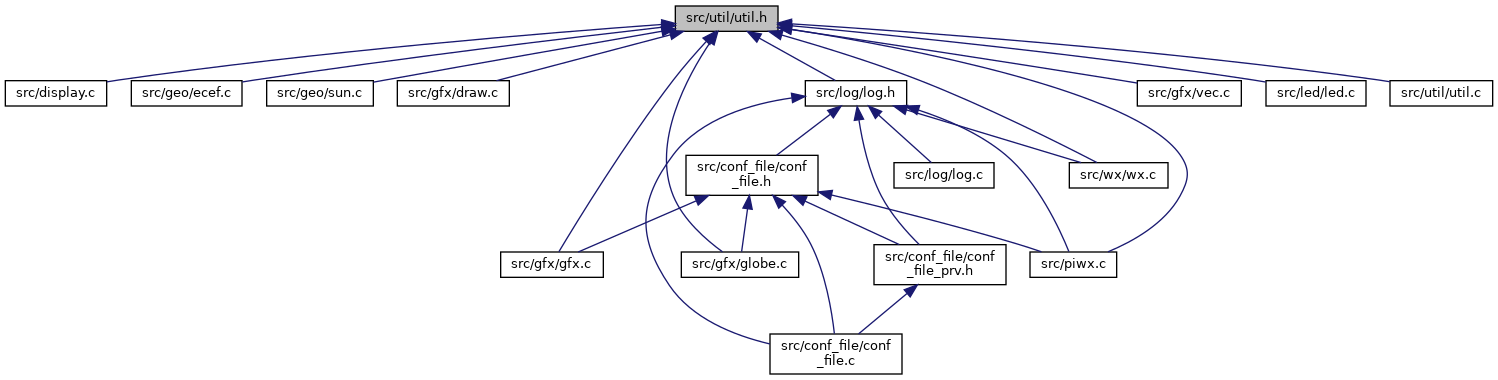 src/util/util.h
src/display.c
src/geo/ecef.c
src/geo/sun.c
src/gfx/draw.c
src/log/log.h
src/gfx/vec.c
src/led/led.c
src/util/util.c
src/conf_file/conf
_file.h
src/log/log.c
src/wx/wx.c
src/gfx/gfx.c
src/gfx/globe.c
src/conf_file/conf
_file_prv.h
src/piwx.c
src/conf_file/conf
_file.c